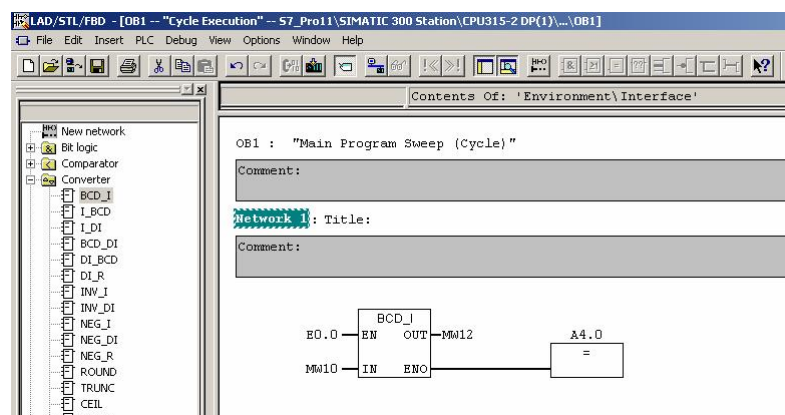 LAD/STL/FBD - [OB1 -- "Cycle Execution" -- S7_Pro11\SIMATIC 300 Station\CPU315-2 DP(1)\...\OB1]
File Edit Insert PLC Debug View Options Window Help
Contents Of: 'Environment\Interface'
New network
Bit logic
Comparator
Converter
BCD_I
I_BCD
I_DI
BCD_DI
DI_BCD
DI_R
INV_I
INV_DI
NEG_I
NEG_DI
NEG_R
ROUND
TRUNC
CEIL
OB1 : "Main Program Sweep (Cycle)"
Comment:
Network 1: Title:
Comment:
BCD_I
E0.0 EN OUT MW12 A4.0
=
MW10 IN ENO